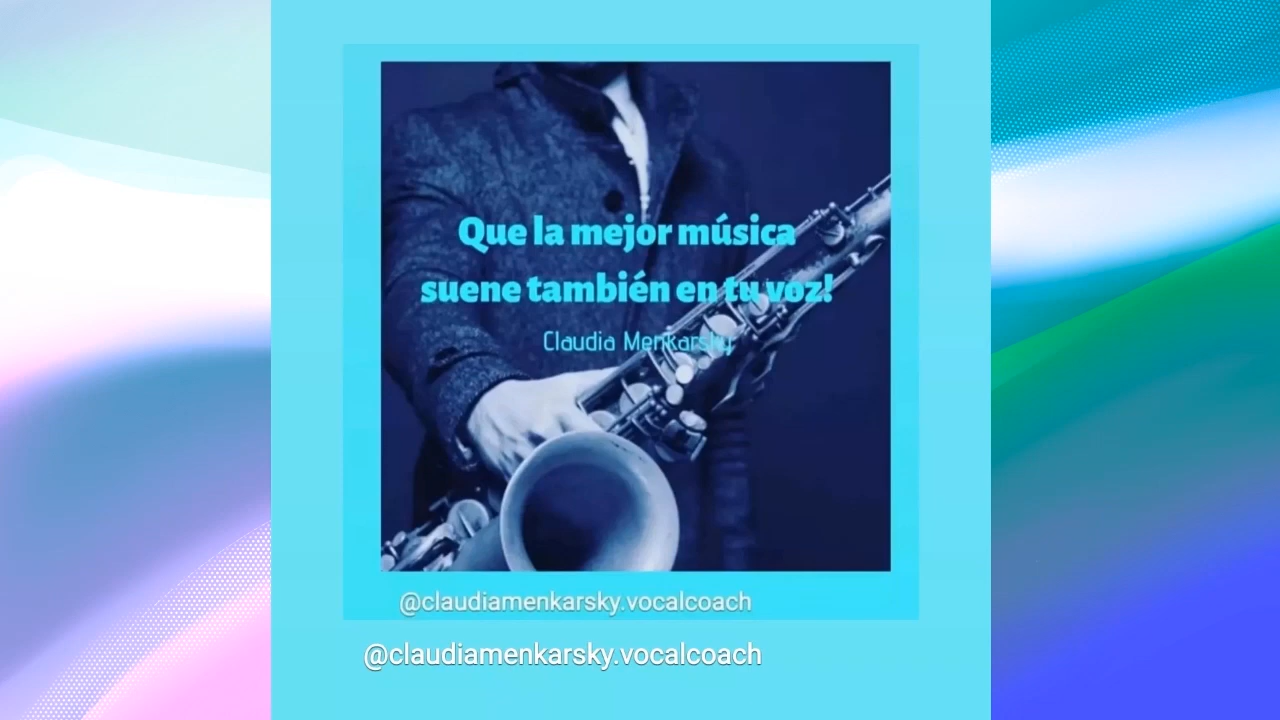 Que la mejor música
suene también en tu voz!
Claudia Menkarsky
@claudiamenkarsky.vocalcoach
@claudiamenkarsky.vocalcoach